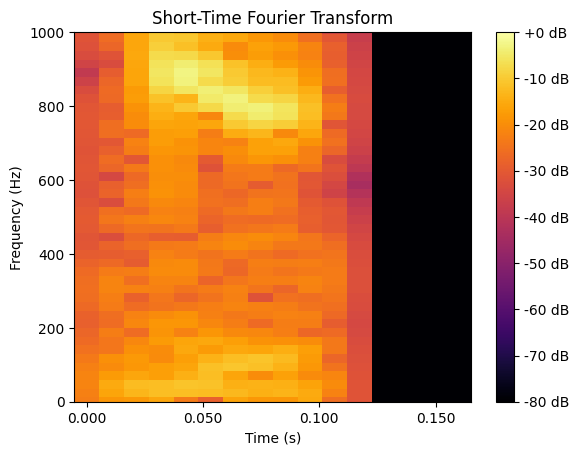 Short-Time Fourier Transform
1000
800
600
400
200
0
Frequency (Hz)
0.000
0.050
0.100
0.150
Time (s)
+0 dB
-10 dB
-20 dB
-30 dB
-40 dB
-50 dB
-60 dB
-70 dB
-80 dB